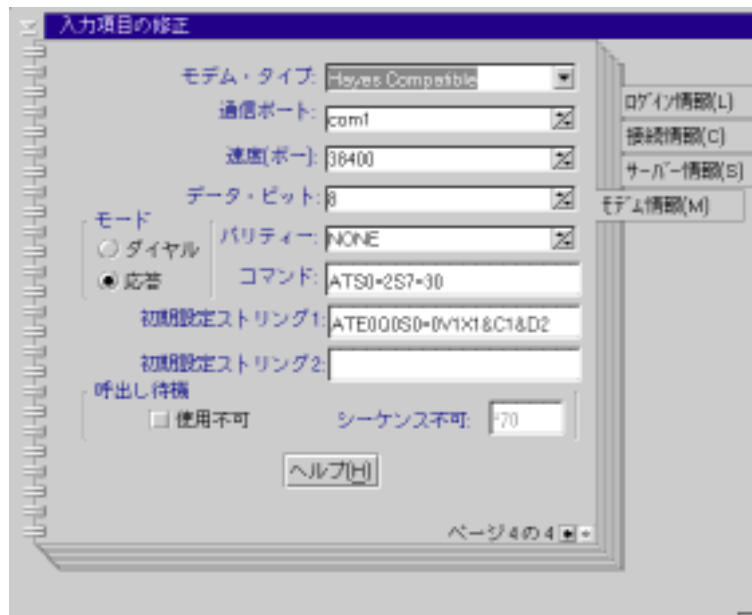 入力項目の修正
モデム・タイプ: Hayes Compatible
通信ポート: com1
速度(ボー): 38400
データ・ビット: 8
モード
ダイヤル
応答
パリティー: NONE
コマンド: ATS0=2S7=30
初期設定ストリング1: ATE0Q0S0=0V1X1&C1&D2
初期設定ストリング2:
呼出し待機
使用不可
シーケンス不可: *70
ヘルプ(H)
ページ 4 の 4
ログイン情報(L)
接続情報(C)
サーバー情報(S)
モデム情報(M)